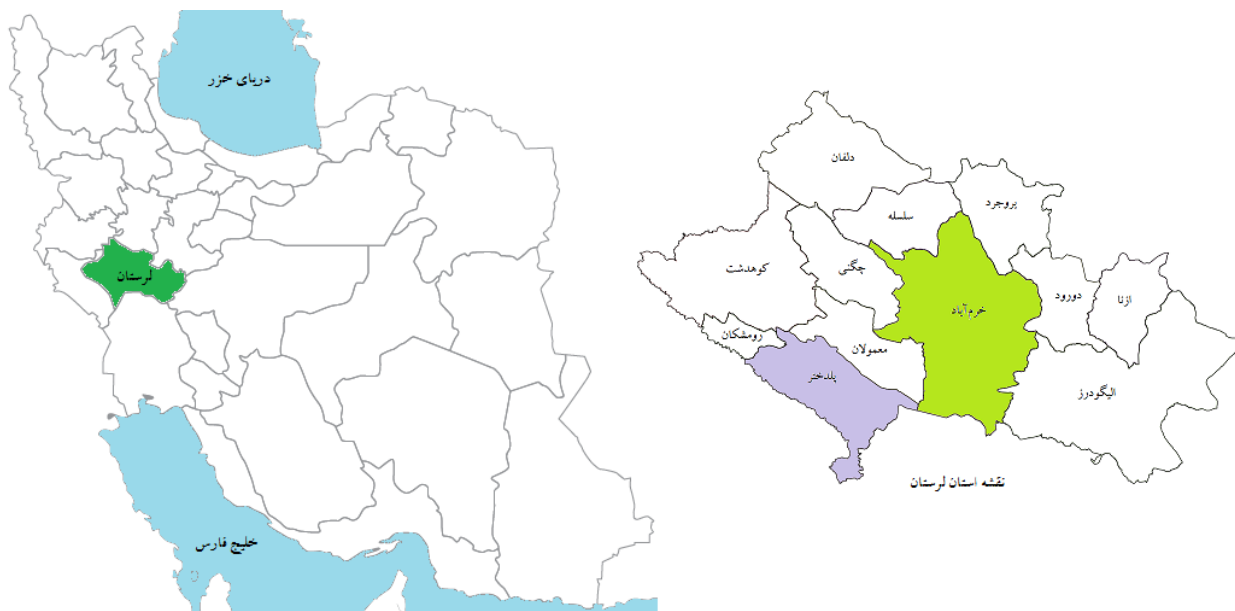 دریای خزر
لرستان
خلیج فارس
دلفان
سلسله
بروجرد
کوهدشت
چگنی
دورود
ازنا
خرم‌آباد
رومشکان
معمولان
پلدختر
الیگودرز
نقشه استان لرستان